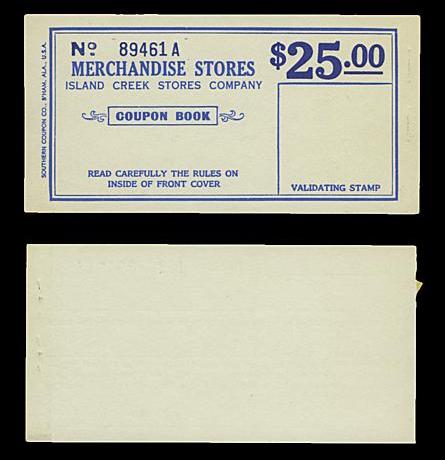 Nº 89461 A
$25.00
MERCHANDISE STORES
ISLAND CREEK STORES COMPANY
COUPON BOOK
READ CAREFULLY THE RULES ON
INSIDE OF FRONT COVER
VALIDATING STAMP
SOUTHERN COUPON CO., B'HAM, ALA., U.S.A.